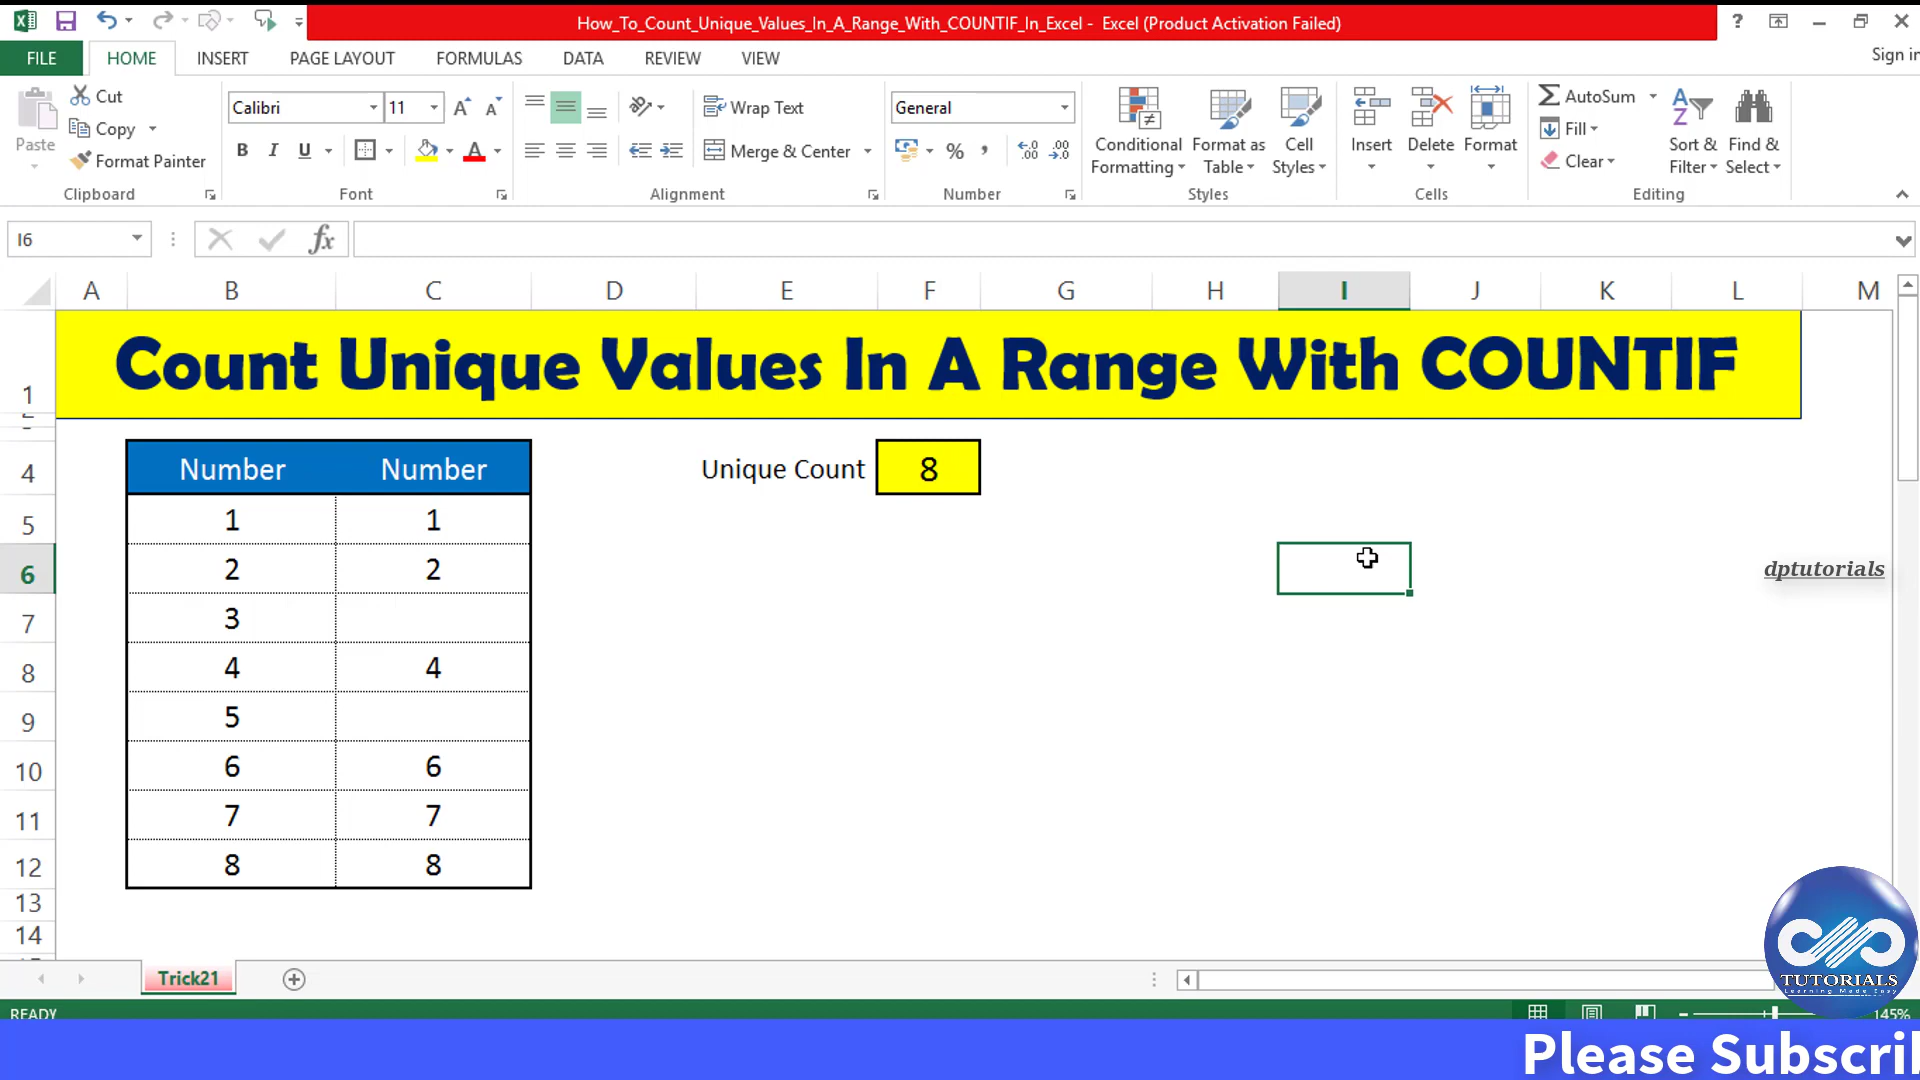 How_To_Count_Unique_Values_In_A_Range_With_COUNTIF_In_Excel - Excel (Product Activation Failed)
?
Sign in
FILE HOME INSERT PAGE LAYOUT FORMULAS DATA REVIEW VIEW
Paste
Cut
Copy
Format Painter
Clipboard
Calibri 11
B I U
Font
Wrap Text
Merge & Center
Alignment
General
%
Number
Conditional Formatting
Format as Table
Cell Styles
Styles
Insert
Delete
Format
Cells
AutoSum
Fill
Clear
Sort & Filter
Find & Select
Editing
I6 fx
A B C D E F G H I J K L M
1 Count Unique Values In A Range With COUNTIF
4 Number Number Unique Count 8
5 1 1
6 2 2
dptutorials
7 3
8 4 4
9 5
10 6 6
11 7 7
12 8 8
13
14
TUTORIALS
Learning Made Easy
Trick21
READY
145%
Please Subscri